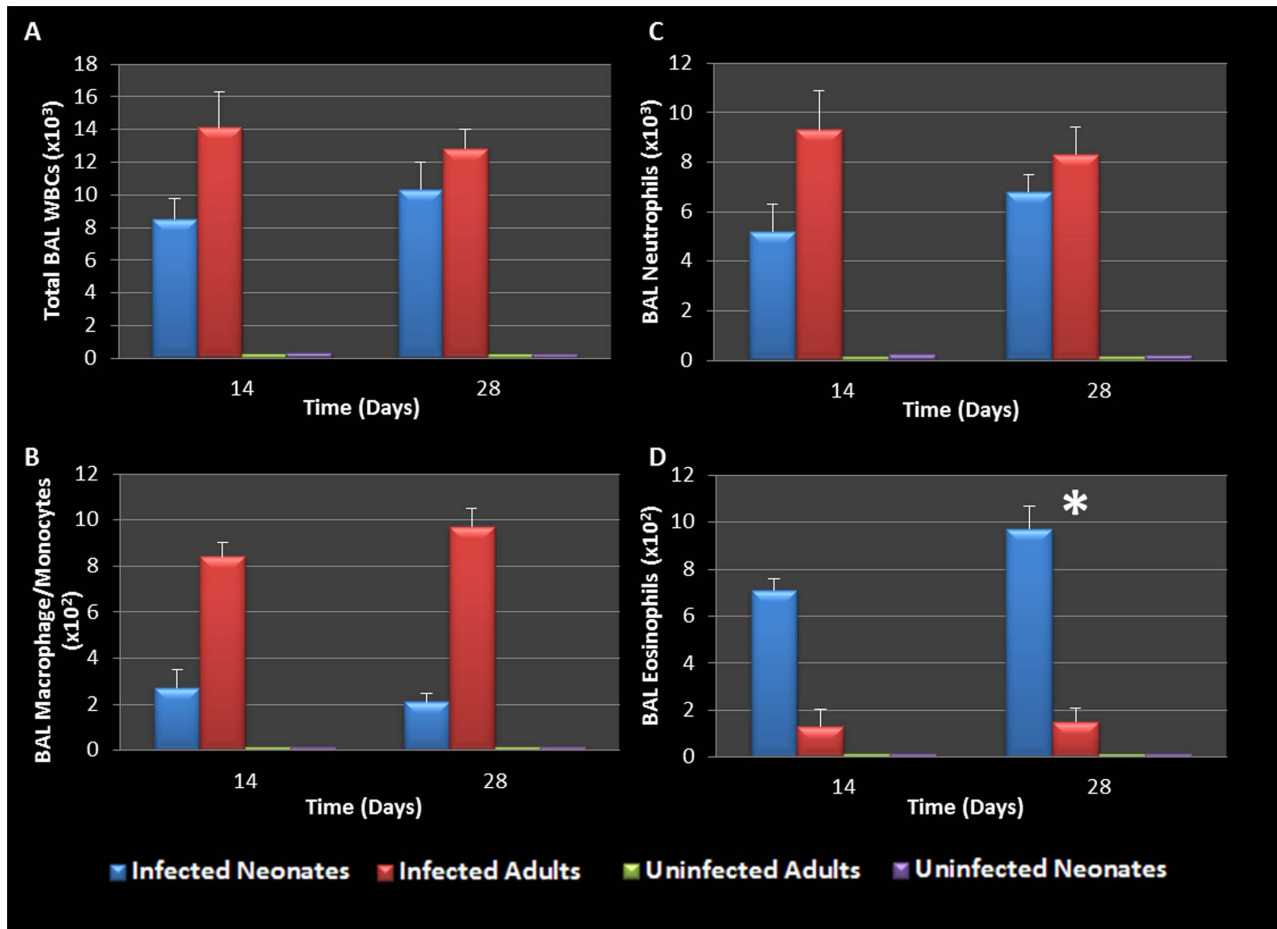 A
Total BAL WBCs (x10³)
18
16
14
12
10
8
6
4
2
0
14
28
Time (Days)
C
BAL Neutrophils (x10³)
12
10
8
6
4
2
0
14
28
Time (Days)
B
BAL Macrophage/Monocytes
(x10²)
12
10
8
6
4
2
0
14
28
Time (Days)
D
BAL Eosinophils (x10²)
12
10
8
6
4
2
0
*
14
28
Time (Days)
Infected Neonates Infected Adults Uninfected Adults Uninfected Neonates